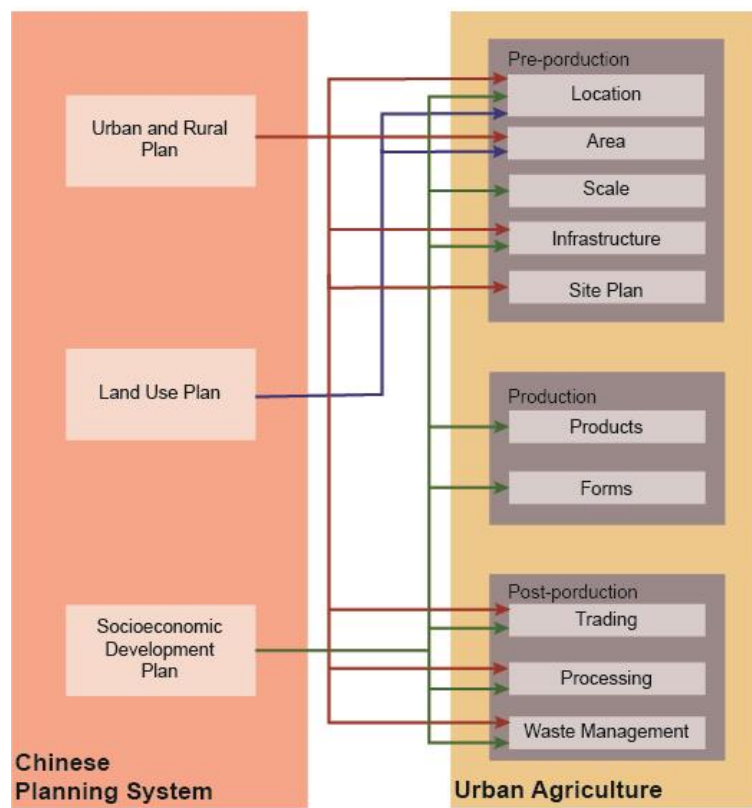 Urban and Rural
Plan
Land Use Plan
Socioeconomic
Development
Plan
Chinese
Planning System
Pre-porduction
Location
Area
Scale
Infrastructure
Site Plan
Production
Products
Forms
Post-porduction
Trading
Processing
Waste Management
Urban Agriculture